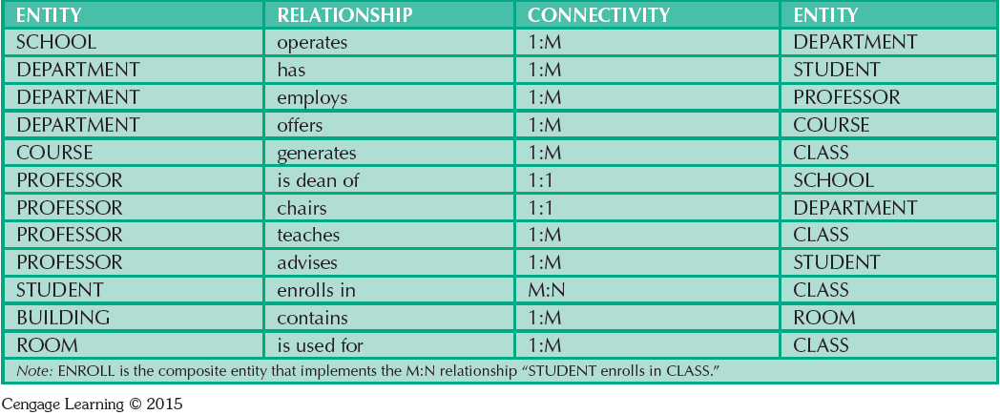 ENTITY RELATIONSHIP CONNECTIVITY ENTITY
SCHOOL operates 1:M DEPARTMENT
DEPARTMENT has 1:M STUDENT
DEPARTMENT employs 1:M PROFESSOR
DEPARTMENT offers 1:M COURSE
COURSE generates 1:M CLASS
PROFESSOR is dean of 1:1 SCHOOL
PROFESSOR chairs 1:1 DEPARTMENT
PROFESSOR teaches 1:M CLASS
PROFESSOR advises 1:M STUDENT
STUDENT enrolls in M:N CLASS
BUILDING contains 1:M ROOM
ROOM is used for 1:M CLASS
Note: ENROLL is the composite entity that implements the M:N relationship “STUDENT enrolls in CLASS.”
Cengage Learning © 2015